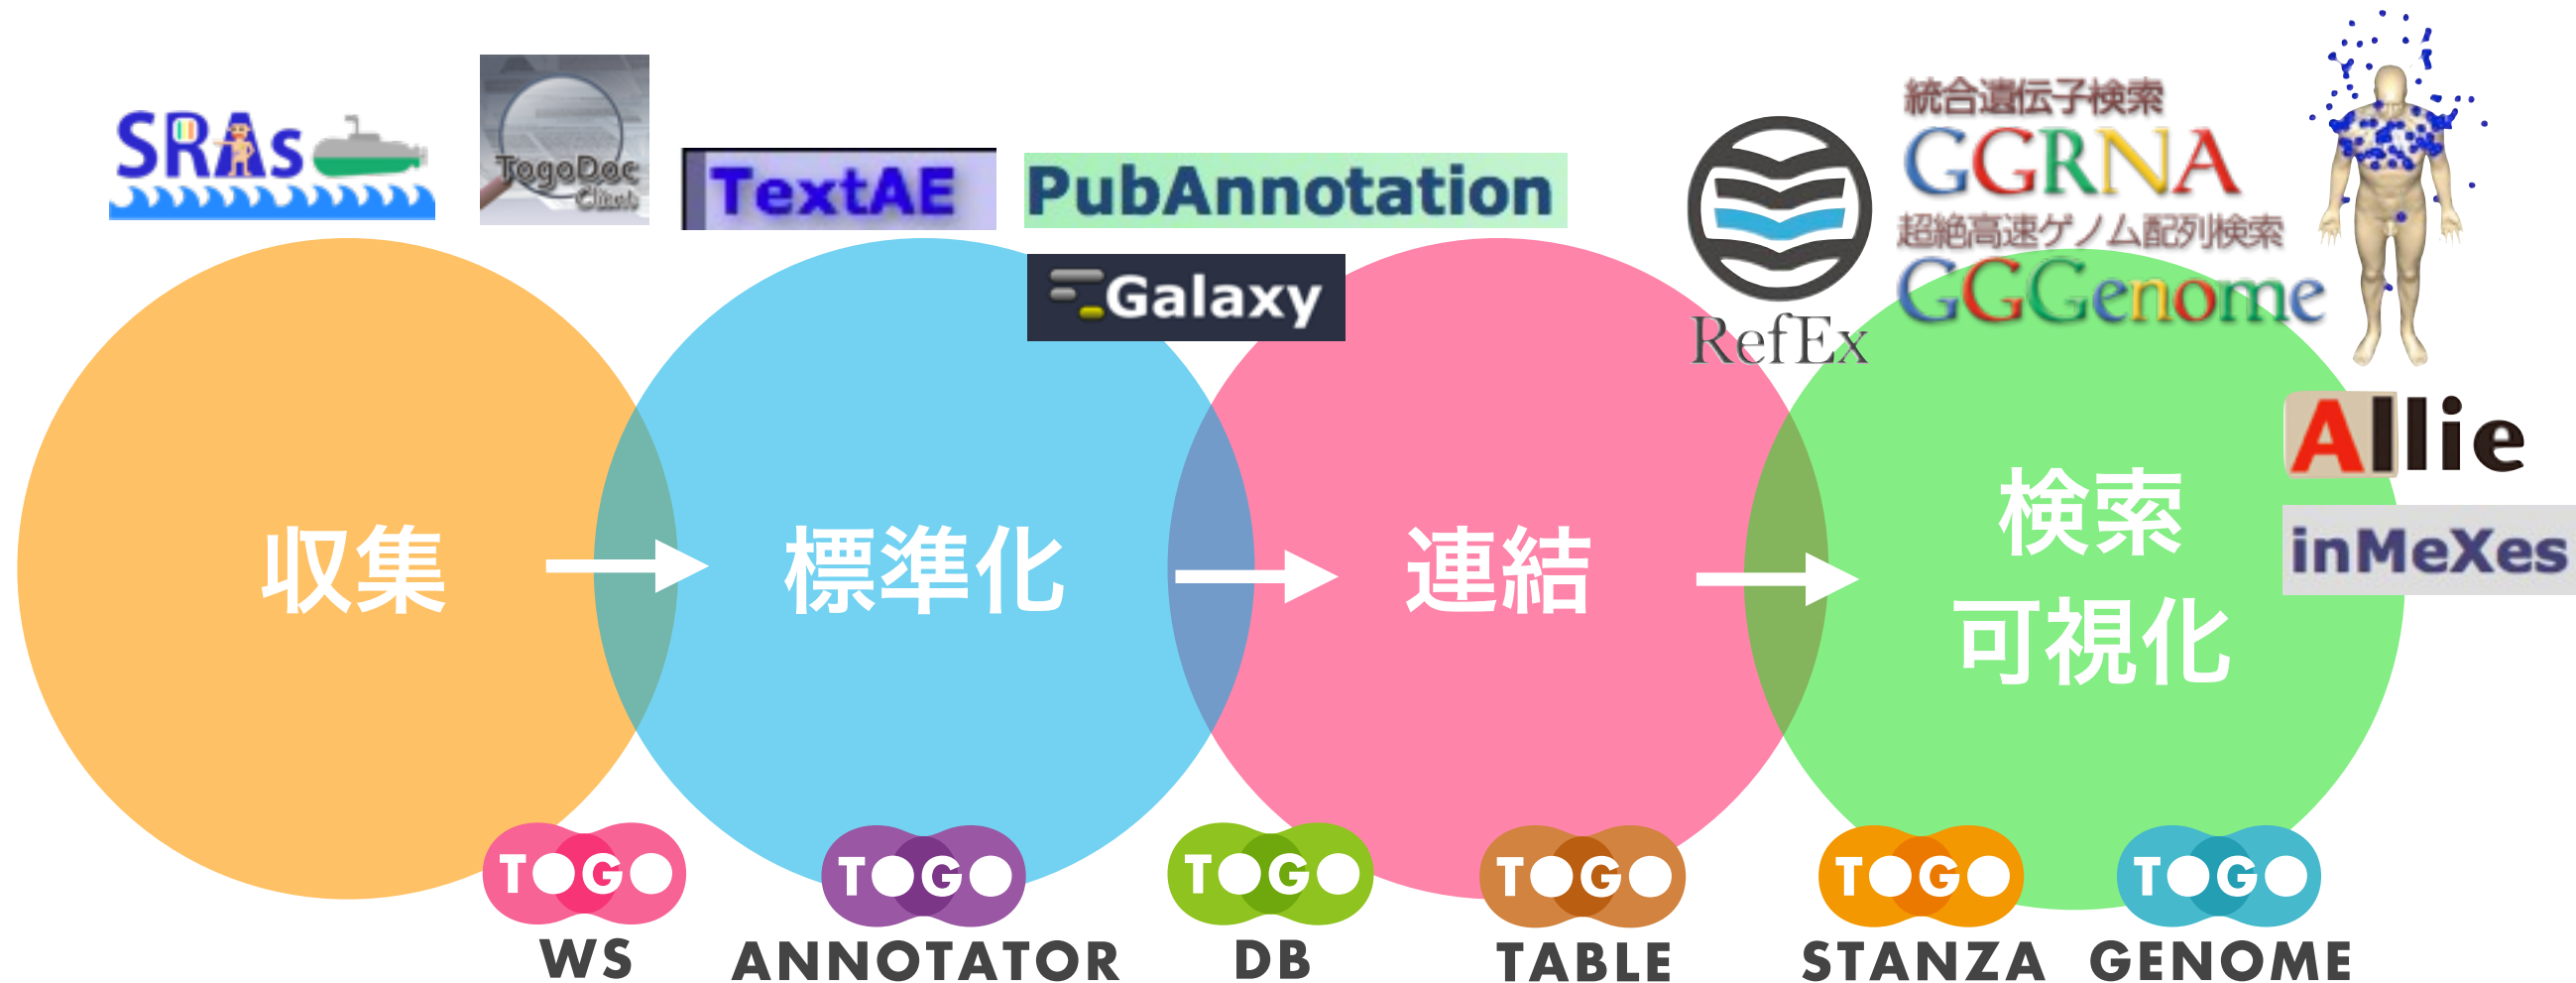 SRAs
TogoDoc
Client
TextAE
PubAnnotation
Galaxy
RefEx
統合遺伝子検索
GGRNA
超絶高速ゲノム配列検索
GGGenome
Allie
inMeXes
収集
標準化
連結
検索
可視化
TOGO
WS
TOGO
ANNOTATOR
TOGO
DB
TOGO
TABLE
TOGO
STANZA
TOGO
GENOME